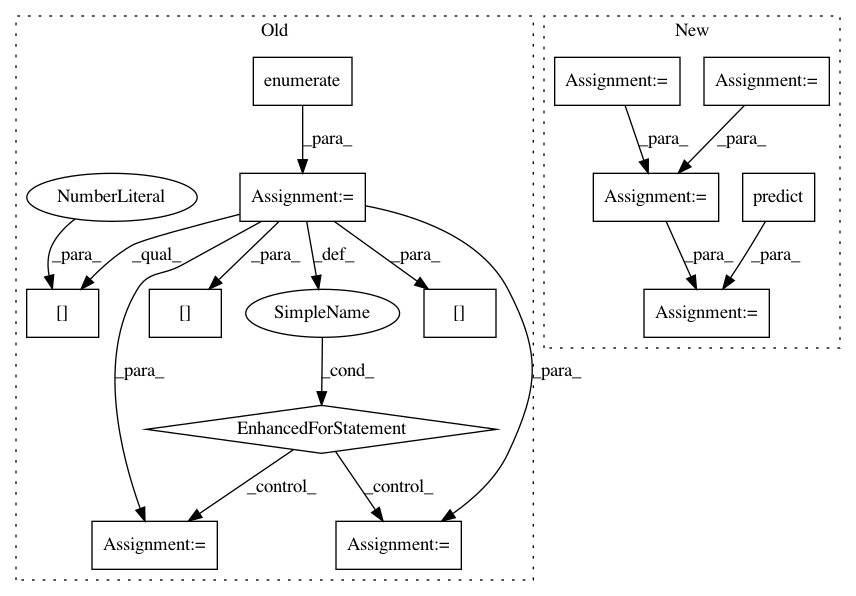 Old
New
enumerate
Assignment:=
Assignment:=
_para_
_para_
_para_
NumberLiteral
Assignment:=
Assignment:=
predict
_para_
_qual_
_para_
_def_
_para_
_para_
_para_
[]
[]
SimpleName
[]
Assignment:=
_para_
_cond_
_para_
EnhancedForStatement
_control_
_control_
Assignment:=
Assignment:=